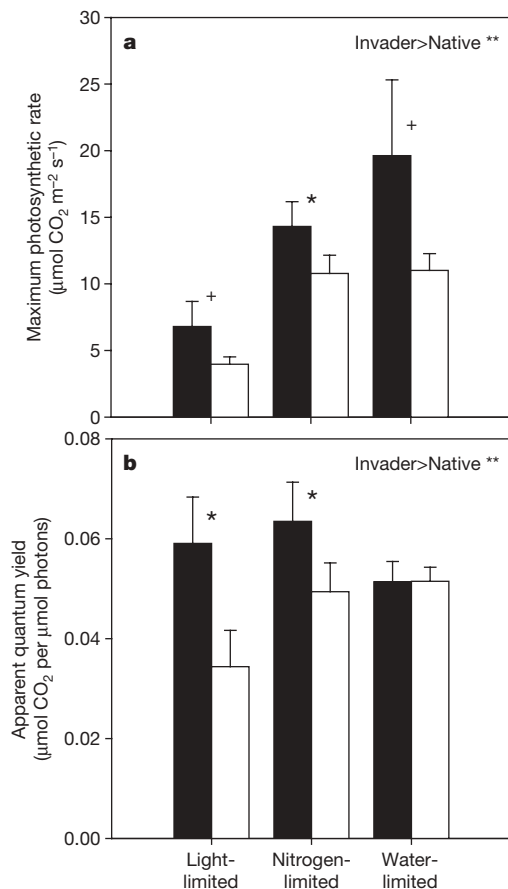 a
Invader>Native **
Maximum photosynthetic rate
(μmol CO₂ m⁻² s⁻¹)
30
25
20
15
10
5
0
+
*
+
b
Invader>Native **
Apparent quantum yield
(μmol CO₂ per μmol photons)
0.08
0.06
0.04
0.02
0.00
*
*
Light-
limited
Nitrogen-
limited
Water-
limited